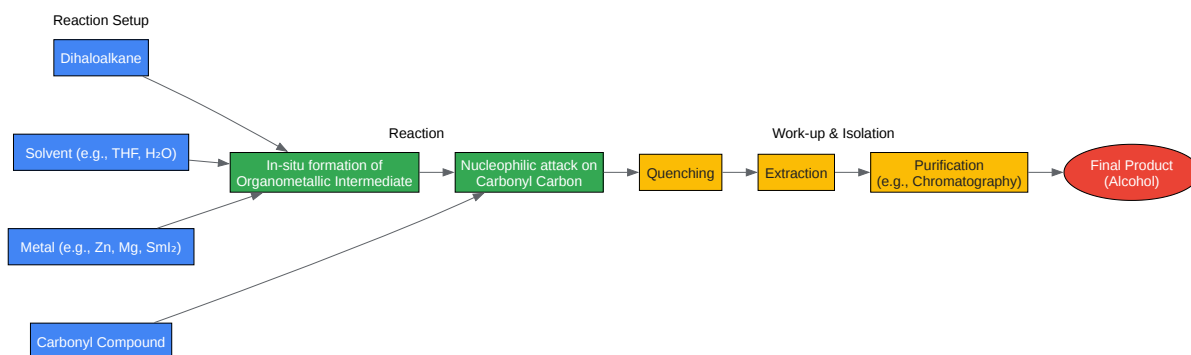 Reaction Setup
Dihaloalkane
Solvent (e.g., THF, H₂O)
Metal (e.g., Zn, Mg, SmI₂)
Carbonyl Compound
Reaction
In-situ formation of
Organometallic Intermediate
Nucleophilic attack on
Carbonyl Carbon
Work-up & Isolation
Quenching
Extraction
Purification
(e.g., Chromatography)
Final Product
(Alcohol)